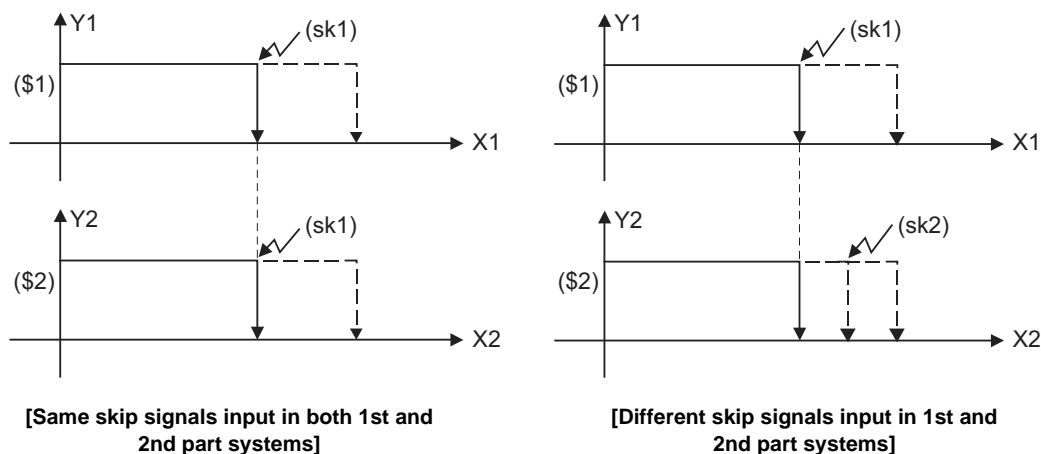 Y1
(sk1)
($1)
X1
Y2
(sk1)
($2)
X2
[Same skip signals input in both 1st and
2nd part systems]
Y1
(sk1)
($1)
X1
Y2
(sk2)
($2)
X2
[Different skip signals input in 1st and
2nd part systems]